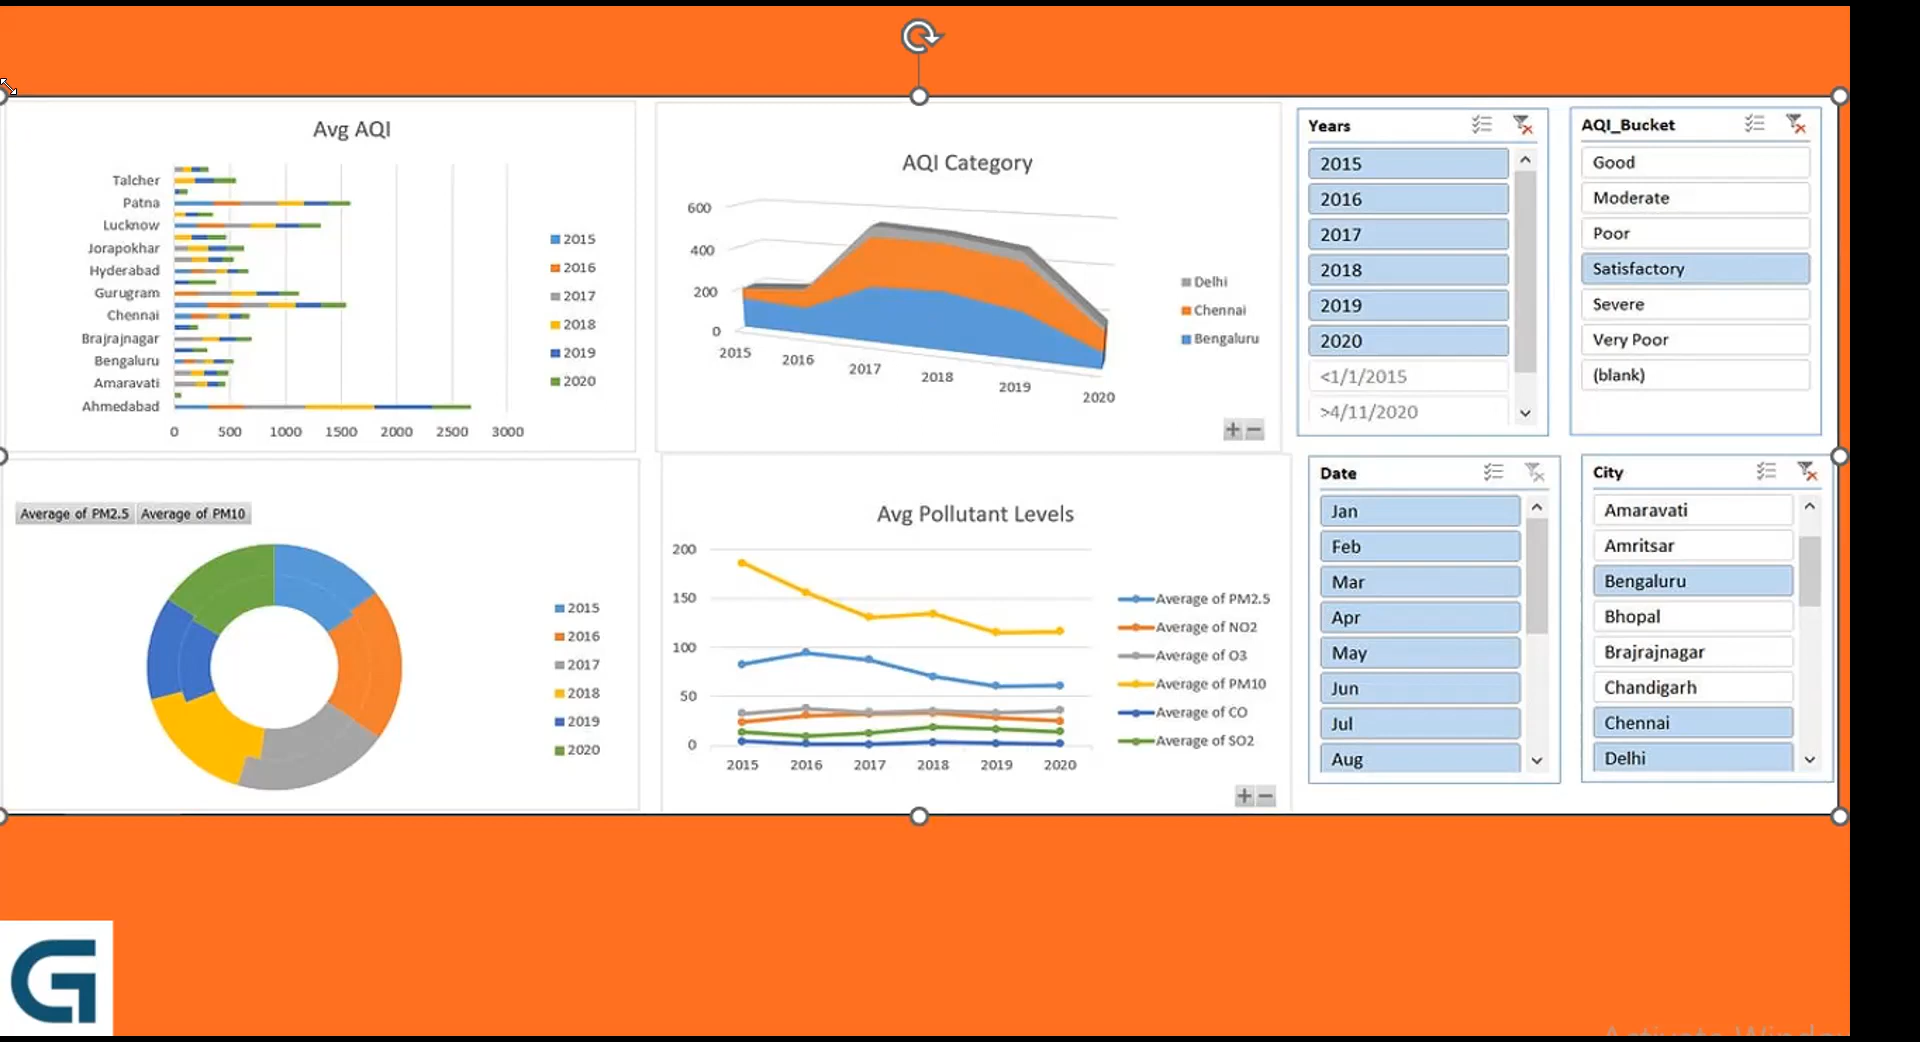 Avg AQI
Talcher
Patna
Lucknow
Jorapokhar
Hyderabad
Gurugram
Chennai
Brajrajnagar
Bengaluru
Amaravati
Ahmedabad
0 500 1000 1500 2000 2500 3000
2015
2016
2017
2018
2019
2020
AQI Category
600
400
200
0
2015 2016 2017 2018 2019 2020
Delhi
Chennai
Bengaluru
Years
2015
2016
2017
2018
2019
2020
<1/1/2015
>4/11/2020
AQI_Bucket
Good
Moderate
Poor
Satisfactory
Severe
Very Poor
(blank)
Average of PM2.5 Average of PM10
2015
2016
2017
2018
2019
2020
Avg Pollutant Levels
200
150
100
50
0
2015 2016 2017 2018 2019 2020
Average of PM2.5
Average of NO2
Average of O3
Average of PM10
Average of CO
Average of SO2
Date
Jan
Feb
Mar
Apr
May
Jun
Jul
Aug
City
Amaravati
Amritsar
Bengaluru
Bhopal
Brajrajnagar
Chandigarh
Chennai
Delhi
G